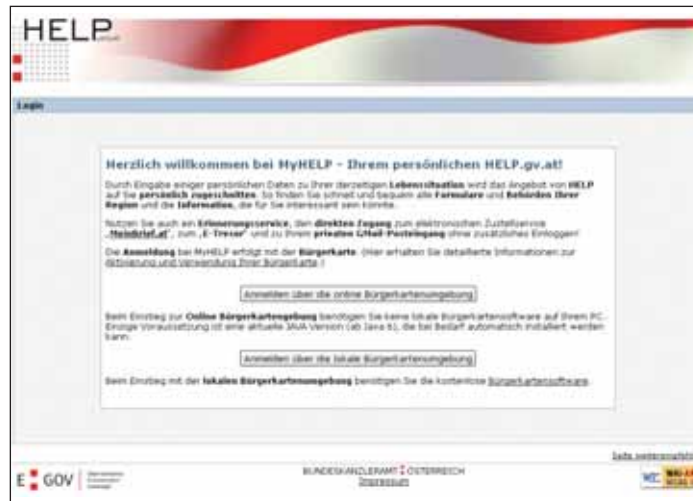 HELP
Login
Herzlich willkommen bei MyHELP - Ihrem persönlichen HELP.gv.at!
Durch Eingabe einiger persönlichen Daten zu Ihrer derzeitigen Lebenssituation wird das Angebot von HELP
auf Sie persönlich zugeschnitten. So finden Sie schnell und bequem alle Formulare und Behörden Ihrer
Region und die Information, die für Sie interessant sein könnte.
Nutzen Sie auch ein Erinnerungsservice, den direkten Zugang zum elektronischen Zustellservice
„MeinBrief.at“, zum „E-Tresor“ und zu Ihrem privaten GMail-Posteingang ohne zusätzliches Einloggen!
Die Anmeldung bei MyHELP erfolgt mit der Bürgerkarte. (Hier erhalten Sie detaillierte Informationen zur
Aktivierung und Verwendung Ihrer Bürgerkarte.)
Anmelden über die online Bürgerkartenumgebung
Beim Einstieg zur Online Bürgerkartengebung benötigen Sie keine lokale Bürgerkartensoftware auf Ihrem PC.
Einzige Voraussetzung ist eine aktuelle JAVA Version (ab Java 6), die bei Bedarf automatisch installiert werden
kann.
Anmelden über die lokale Bürgerkartenumgebung
Beim Einstieg mit der lokalen Bürgerkartenumgebung benötigen Sie die kostenlose Bürgerkartensoftware.
Seite weiterempfehl
E GOV
BUNDESKANZLERAMT ÖSTERREICH
Impressum
W3C